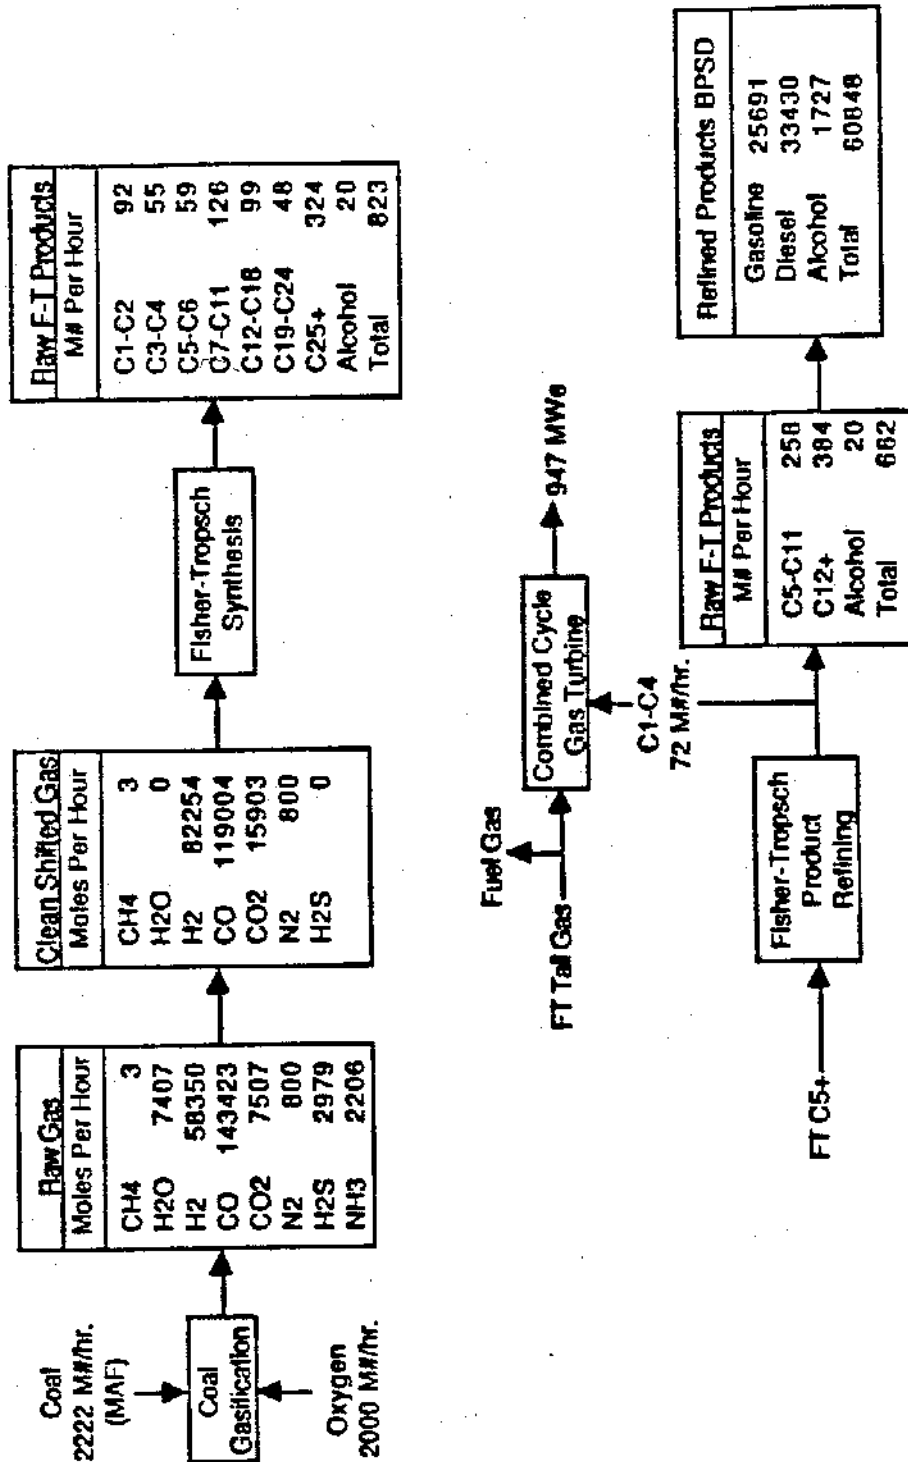 Coal
2222 M#/hr.
(MAF)
Coal
Gasification
Oxygen
2000 M#/hr.
Raw Gas
Moles Per Hour
CH4 3
H2O 7407
H2 58350
CO 143423
CO2 7507
N2 800
H2S 2979
NH3 2206
Clean Shifted Gas
Moles Per Hour
CH4 3
H2O 0
H2 82254
CO 119004
CO2 15903
N2 800
H2S 0
Fisher-Tropsch
Synthesis
Raw F-T Products
M# Per Hour
C1-C2 92
C3-C4 55
C5-C6 59
C7-C11 126
C12-C18 99
C19-C24 48
C25+ 324
Alcohol 20
Total 823
Fuel Gas
FT Tail Gas
Combined Cycle
Gas Turbine
947 MWe
C1-C4
72 M#/hr.
FT C5+
Fisher-Tropsch
Product
Refining
Raw F-T Products
M# Per Hour
C5-C11 258
C12+ 384
Alcohol 20
Total 662
Refined Products BPSD
Gasoline 25691
Diesel 33430
Alcohol 1727
Total 60848